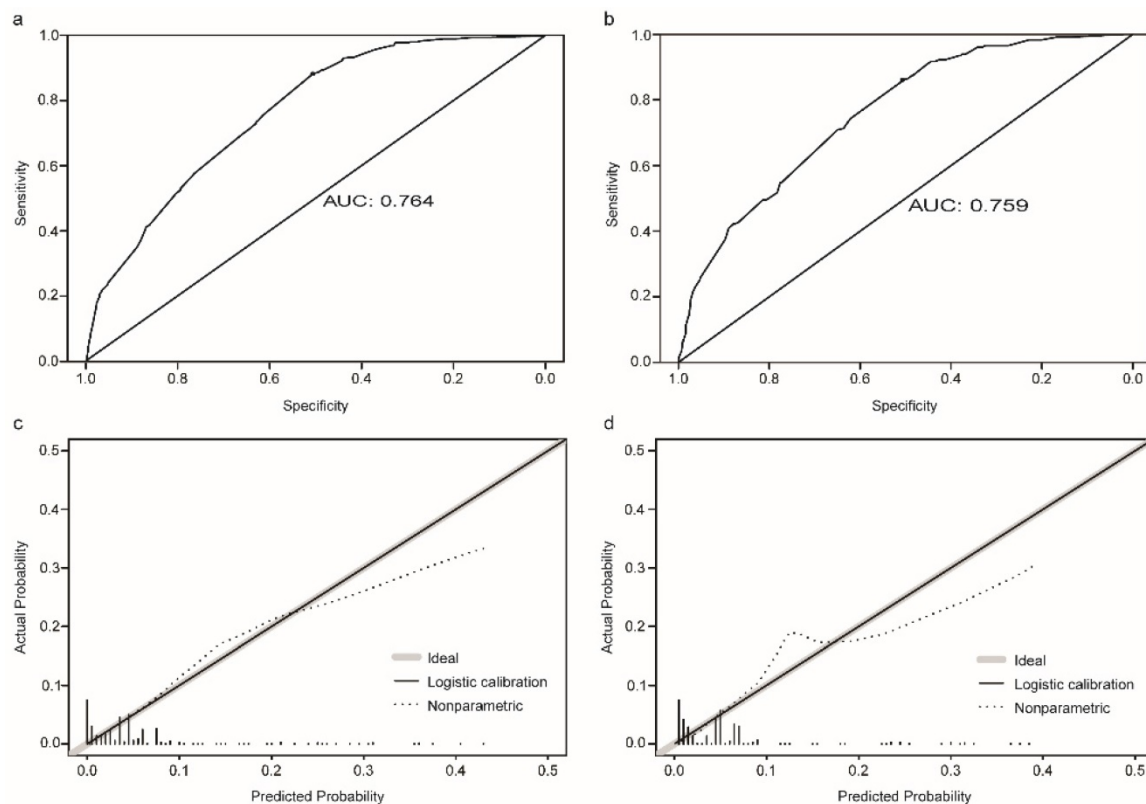 a
1.0
0.8
0.6
0.4
0.2
0.0
Sensitivity
AUC: 0.764
1.0 0.8 0.6 0.4 0.2 0.0
Specificity
b
1.0
0.8
0.6
0.4
0.2
0.0
Sensitivity
AUC: 0.759
1.0 0.8 0.6 0.4 0.2 0.0
Specificity
c
0.5
0.4
0.3
0.2
0.1
0.0
Actual Probability
Ideal
Logistic calibration
Nonparametric
0.0 0.1 0.2 0.3 0.4 0.5
Predicted Probability
d
0.5
0.4
0.3
0.2
0.1
0.0
Actual Probability
Ideal
Logistic calibration
Nonparametric
0.0 0.1 0.2 0.3 0.4 0.5
Predicted Probability